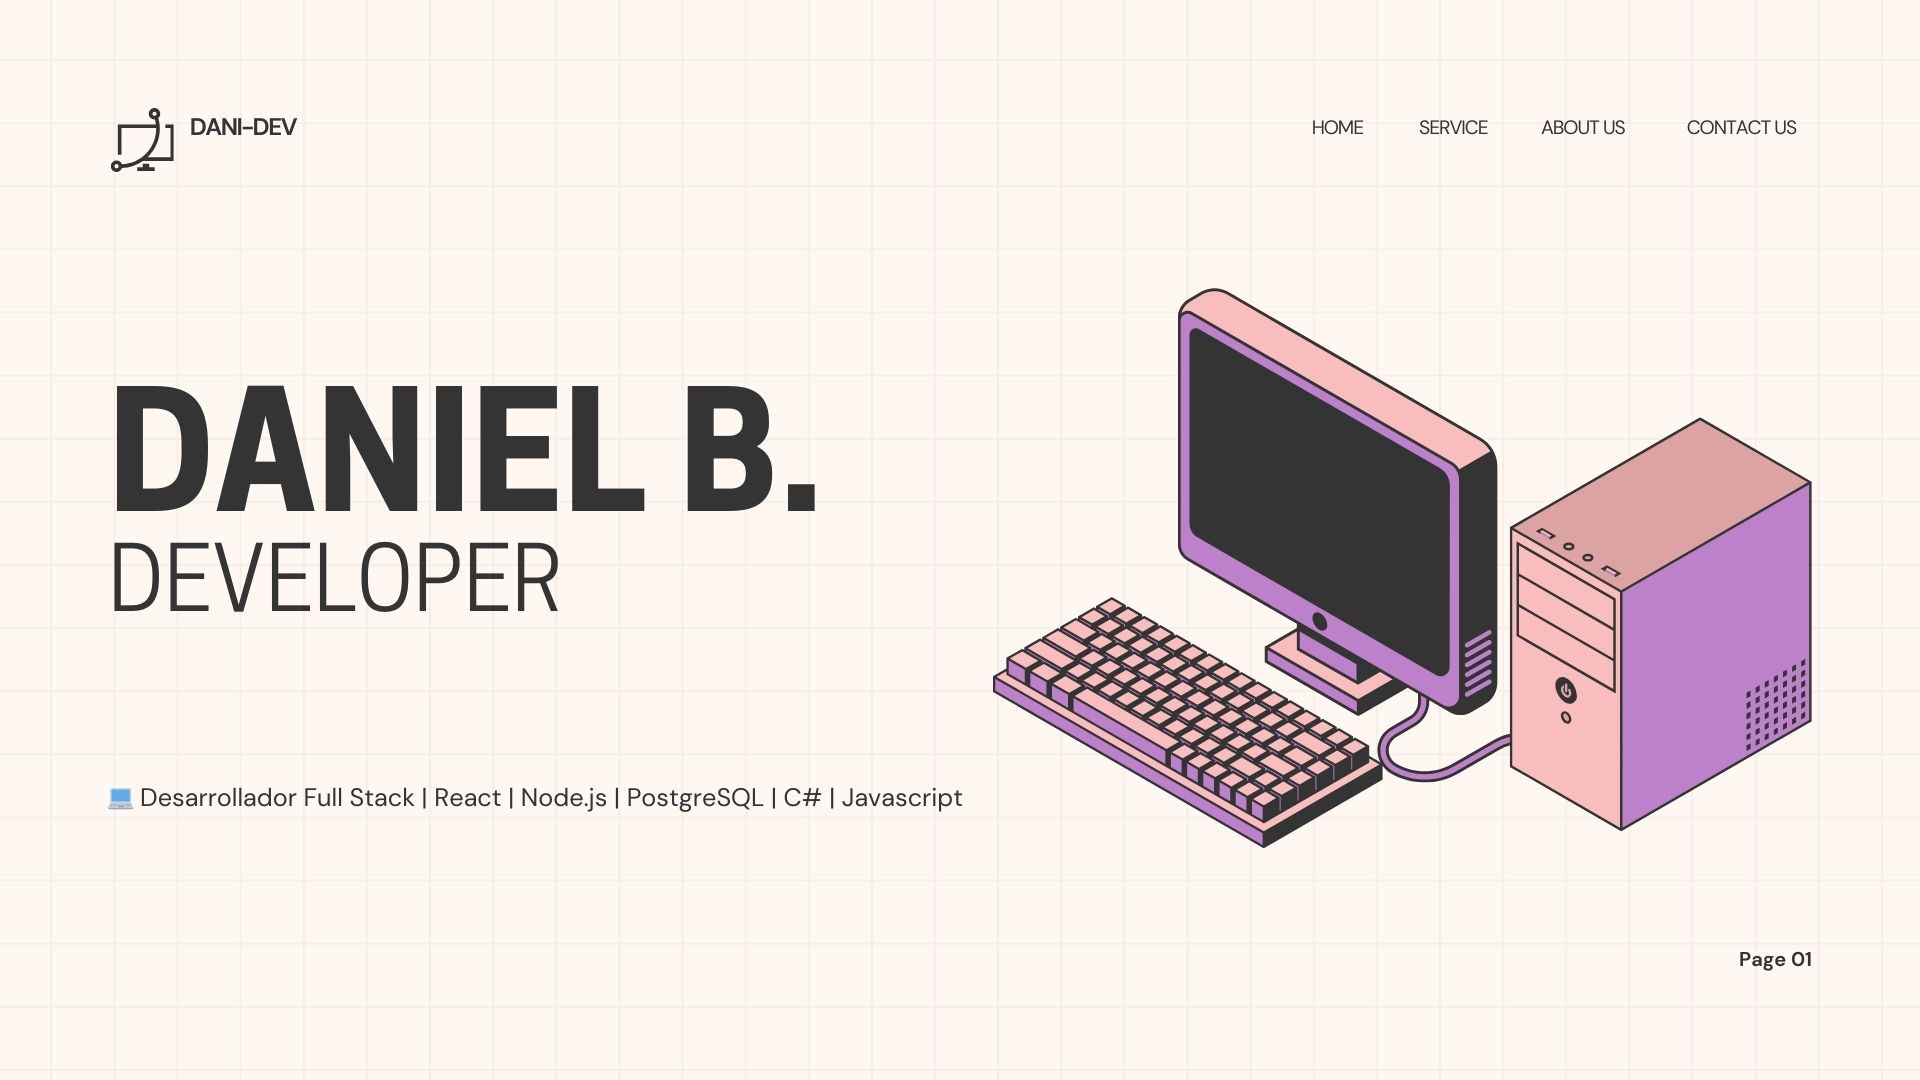 DANI-DEV
HOME SERVICE ABOUT US CONTACT US
DANIEL B.
DEVELOPER
💻 Desarrollador Full Stack | React | Node.js | PostgreSQL | C# | Javascript
Page 01